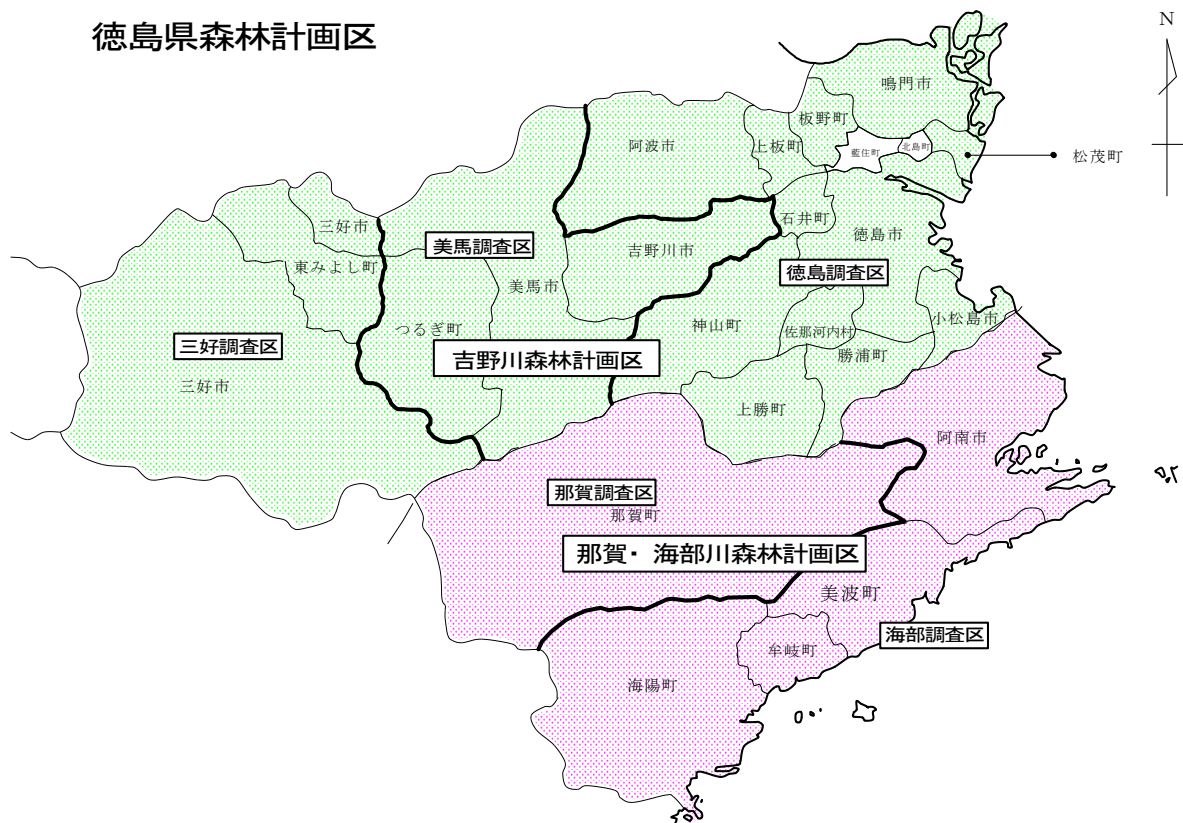 徳島県森林計画区
N
鳴門市
板野町
藍住町
北島町
松茂町
上板町
阿波市
石井町
徳島市
三好市
美馬調査区
吉野川市
東みよし町
美馬市
徳島調査区
つるぎ町
神山町
佐那河内村
小松島市
三好調査区
吉野川森林計画区
勝浦町
三好市
上勝町
阿南市
那賀調査区
那賀町
那賀・海部川森林計画区
美波町
海部調査区
牟岐町
海陽町